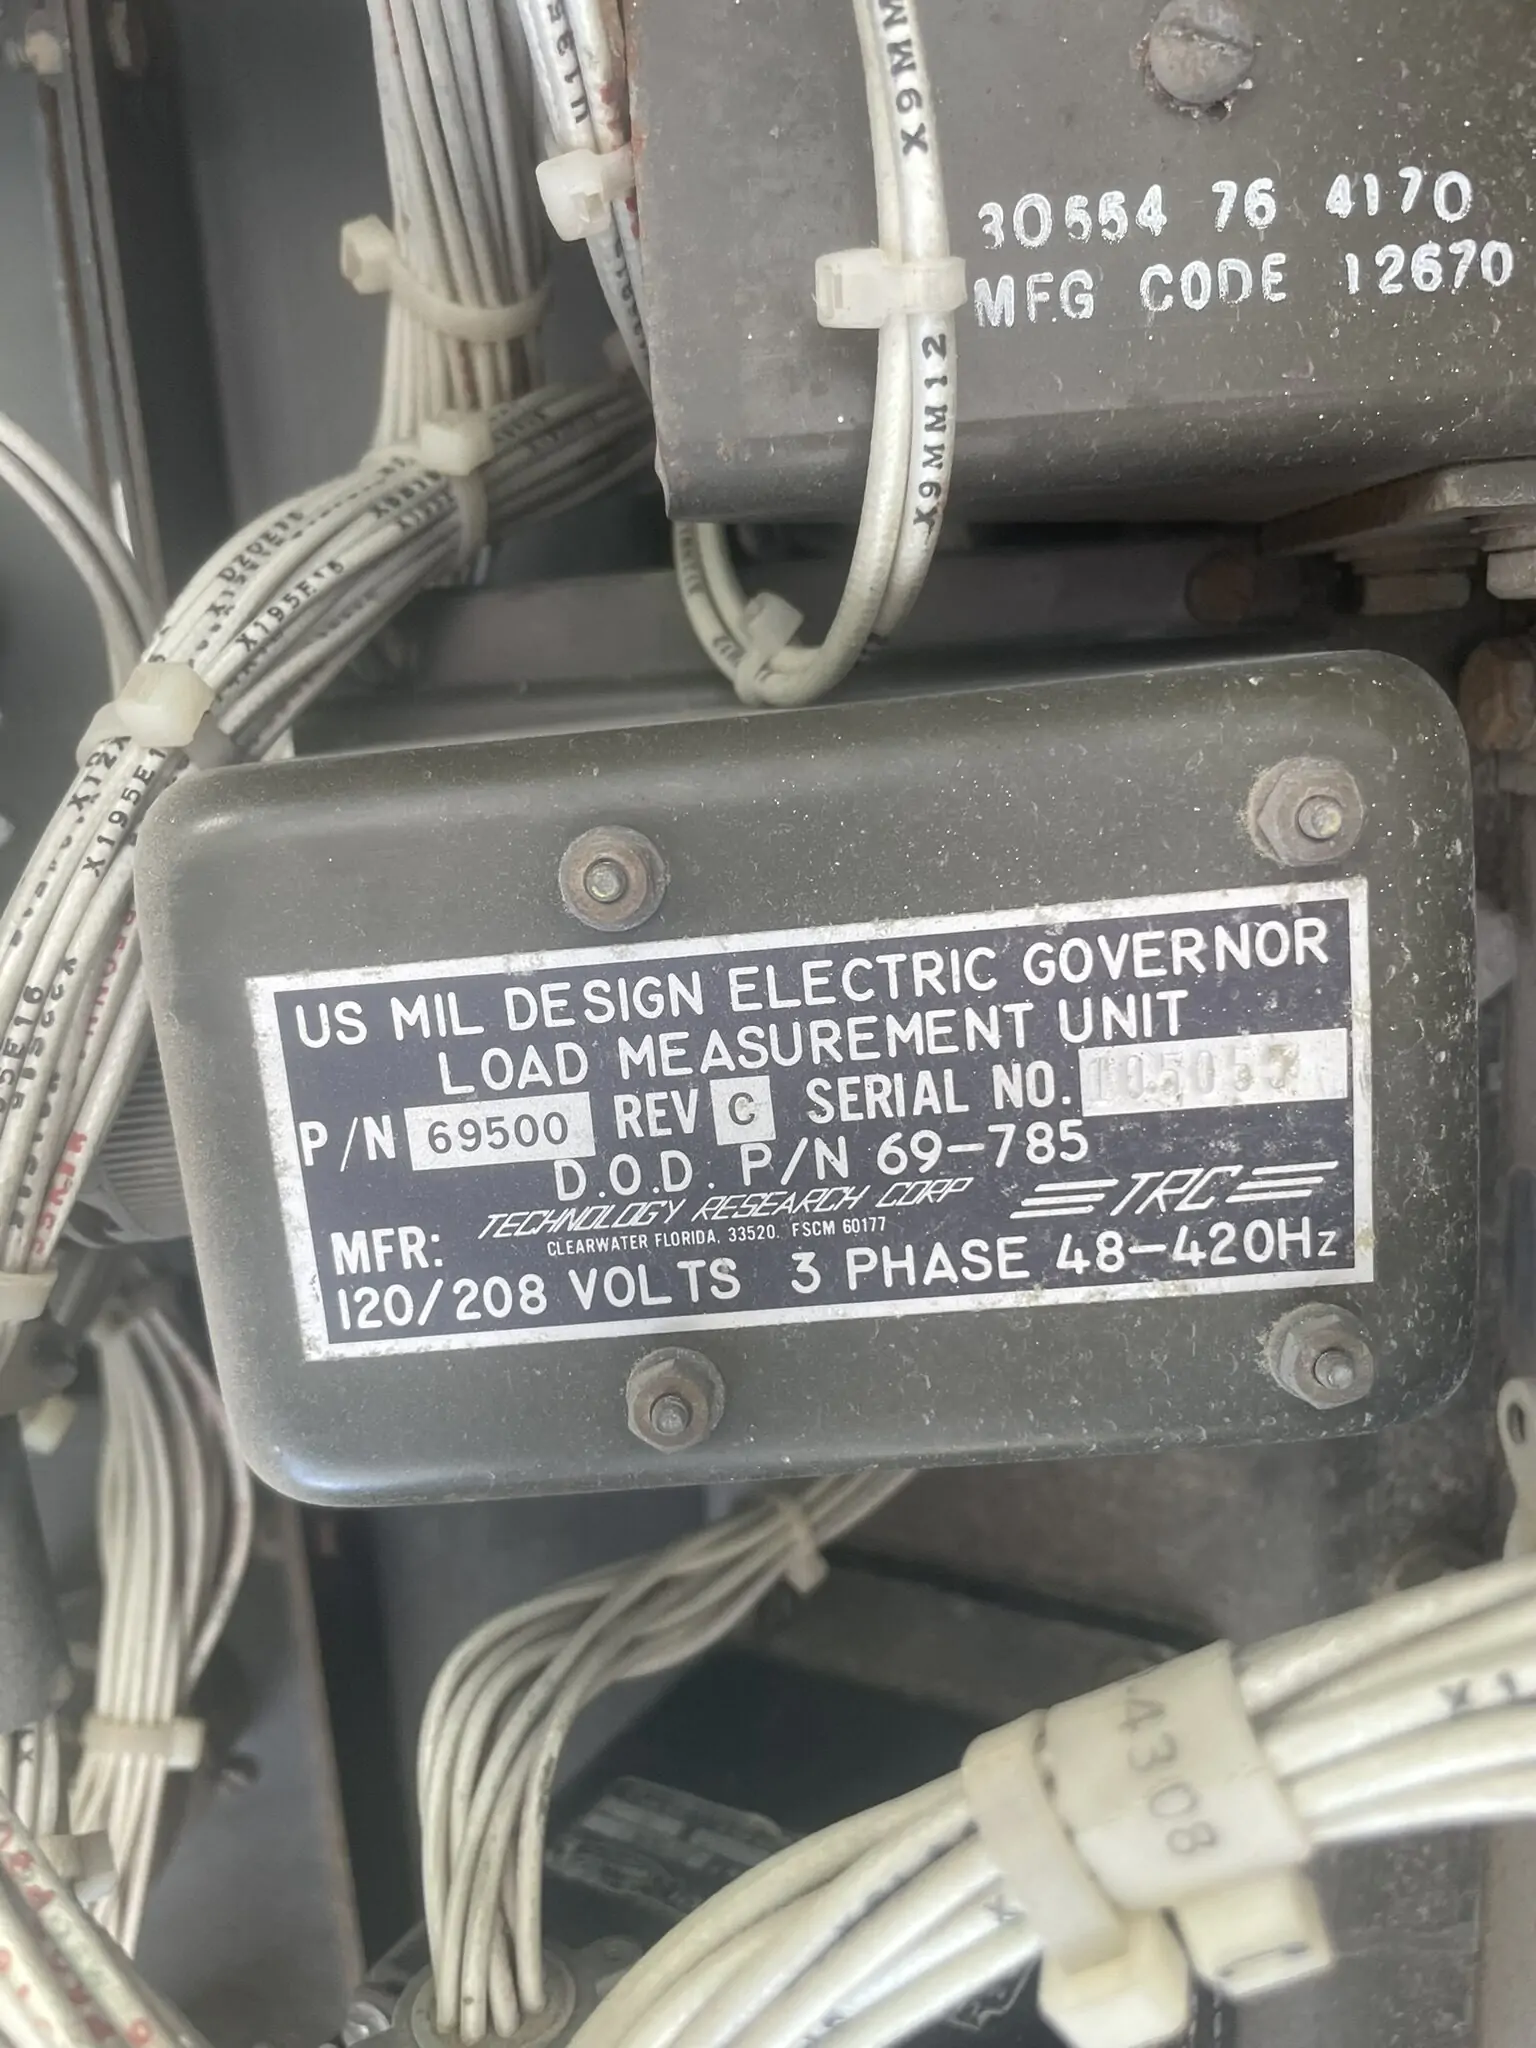 X9MM
30554 76 4170
MFG CODE 12670
X9MM12
X195E16
US MIL DESIGN ELECTRIC GOVERNOR
LOAD MEASUREMENT UNIT
P/N 69500 REV C SERIAL NO.
D.O.D. P/N 69-785
MFR: TECHNOLOGY RESEARCH CORP TRC
CLEARWATER FLORIDA, 33520. FSCM 60177
120/208 VOLTS 3 PHASE 48-420Hz
4308